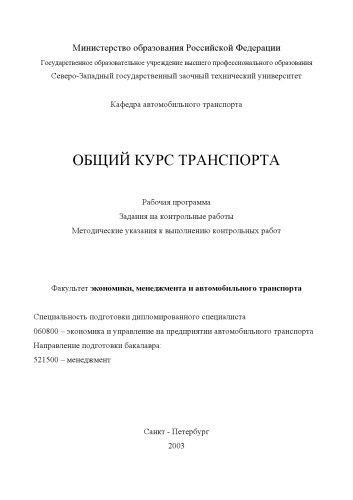 Министерство образования Российской Федерации
Государственное образовательное учреждение высшего профессионального образования
Северо-Западный государственный заочный технический университет
Кафедра автомобильного транспорта
ОБЩИЙ КУРС ТРАНСПОРТА
Рабочая программа
Задания на контрольные работы
Методические указания к выполнению контрольных работ
Факультет экономики, менеджмента и автомобильного транспорта
Специальность подготовки дипломированного специалиста
060800 – экономика и управление на предприятии автомобильного транспорта
Направление подготовки бакалавра:
521500 – менеджмент
Санкт - Петербург
2003